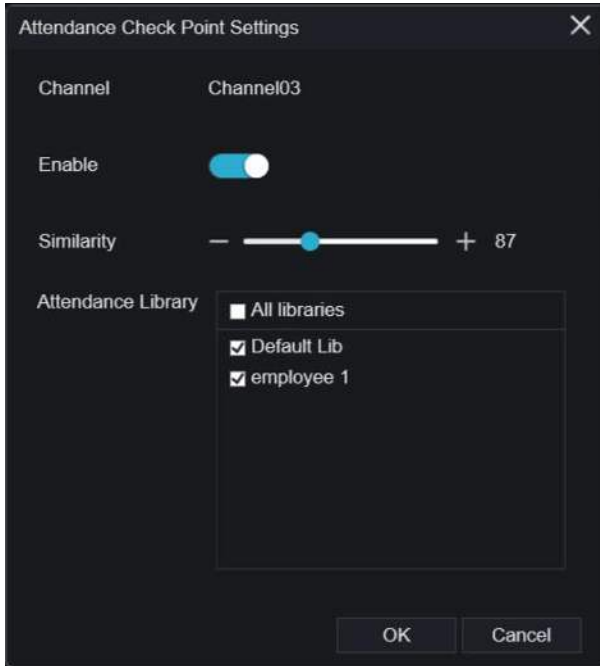 Attendance Check Point Settings
Channel Channel03
Enable
Similarity 87
Attendance Library
All libraries
Default Lib
employee 1
OK Cancel